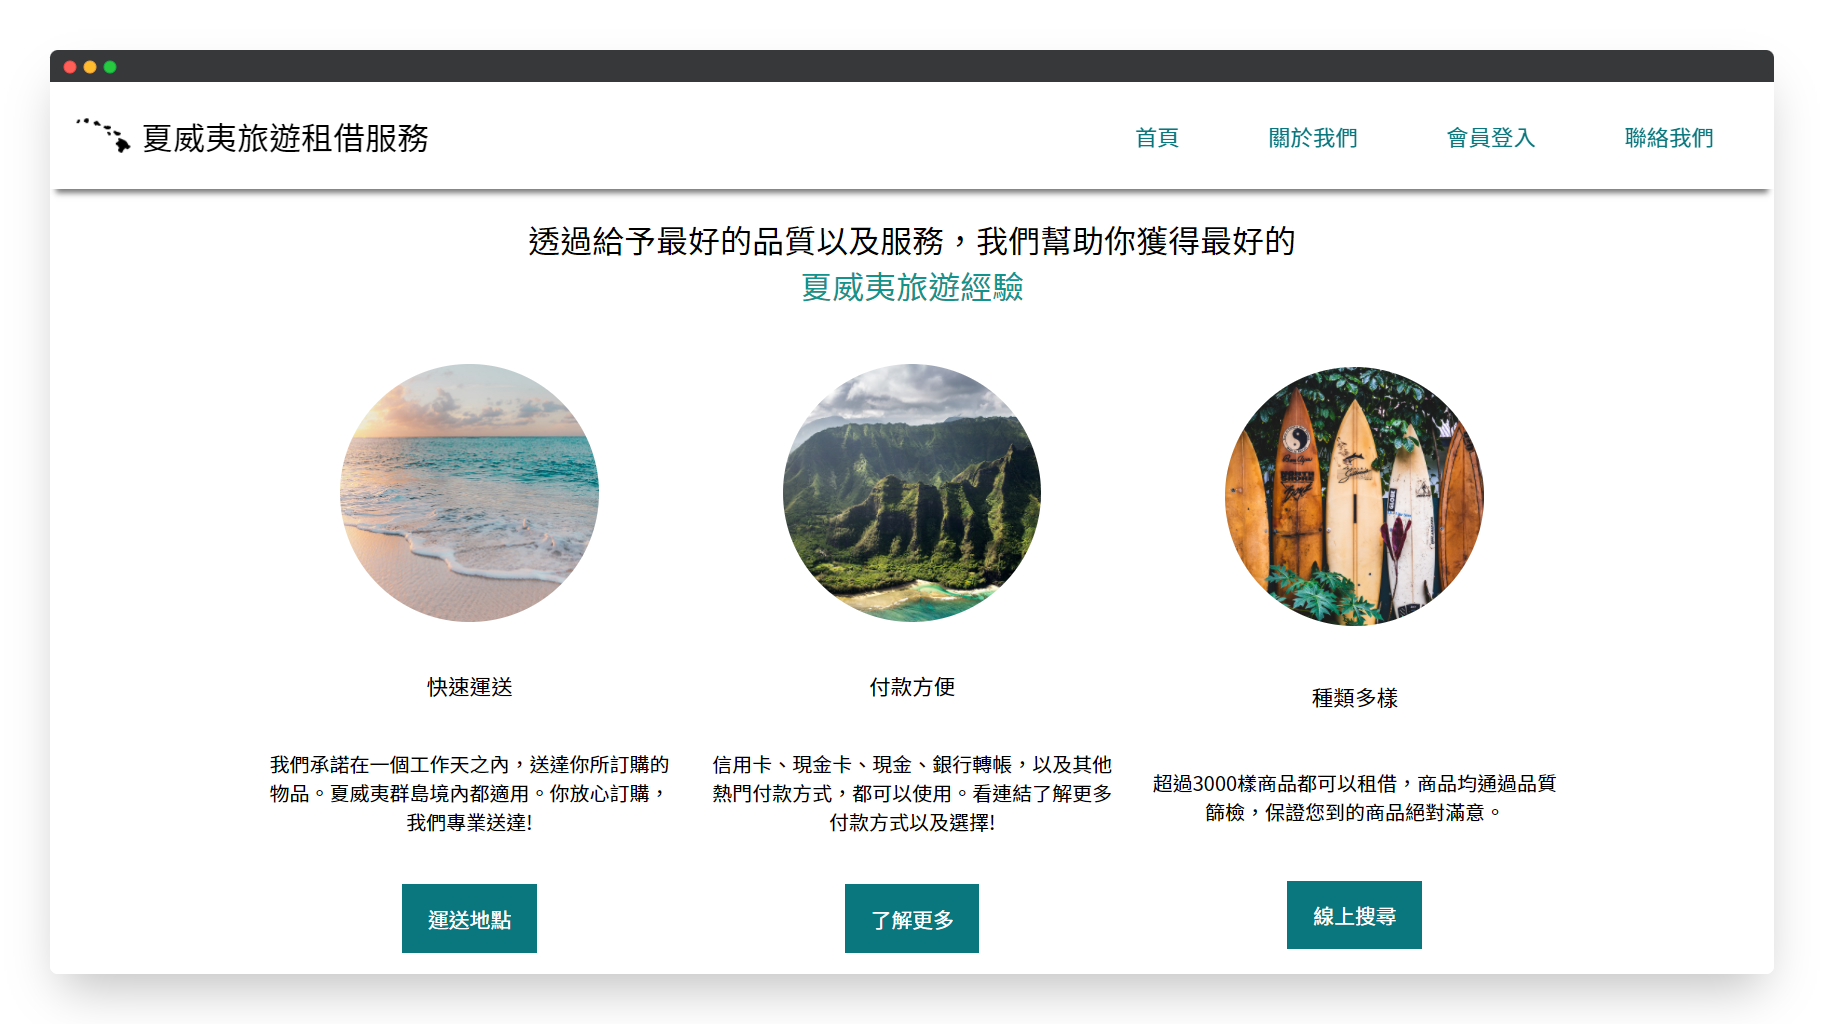 夏威夷旅遊租借服務
首頁
關於我們
會員登入
聯絡我們
透過給予最好的品質以及服務，我們幫助你獲得最好的
夏威夷旅遊經驗
快速運送
我們承諾在一個工作天之內，送達你所訂購的
物品。夏威夷群島境內都適用。你放心訂購，
我們專業送達!
運送地點
付款方便
信用卡、現金卡、現金、銀行轉帳，以及其他
熱門付款方式，都可以使用。看連結了解更多
付款方式以及選擇!
了解更多
種類多樣
超過3000樣商品都可以租借，商品均通過品質
篩檢，保證您到的商品絕對滿意。
線上搜尋